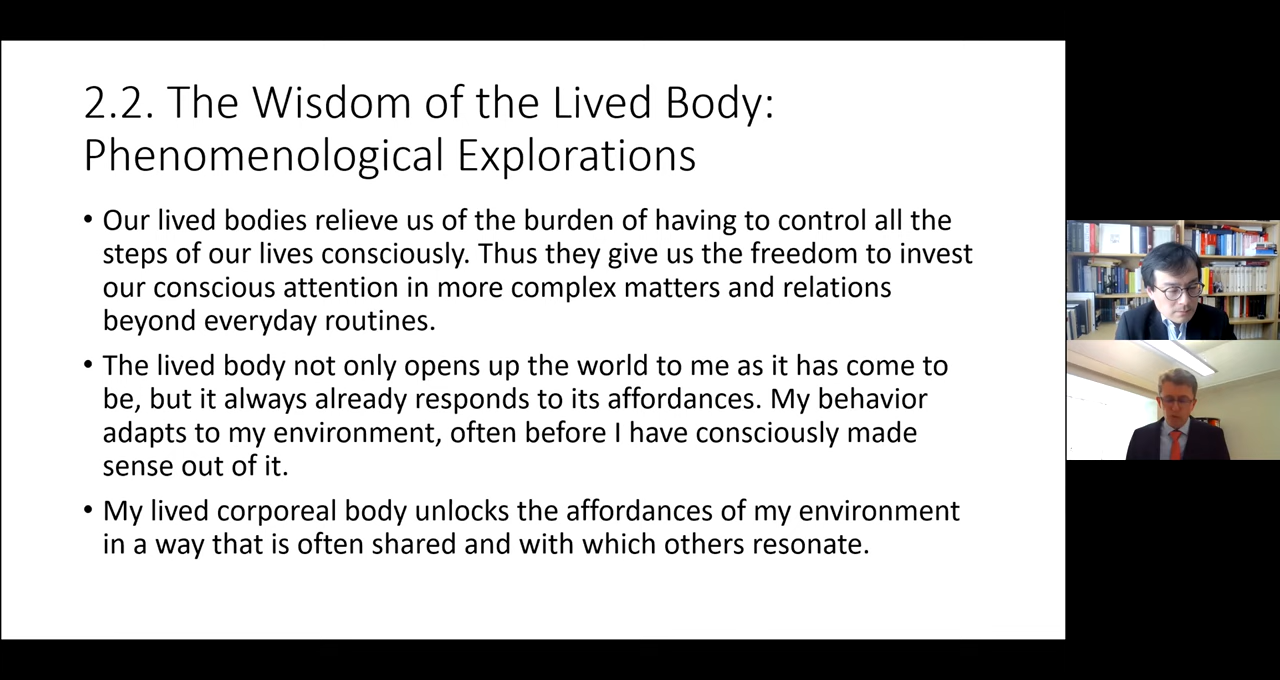 2.2. The Wisdom of the Lived Body:
Phenomenological Explorations
• Our lived bodies relieve us of the burden of having to control all the
steps of our lives consciously. Thus they give us the freedom to invest
our conscious attention in more complex matters and relations
beyond everyday routines.
• The lived body not only opens up the world to me as it has come to
be, but it always already responds to its affordances. My behavior
adapts to my environment, often before I have consciously made
sense out of it.
• My lived corporeal body unlocks the affordances of my environment
in a way that is often shared and with which others resonate.